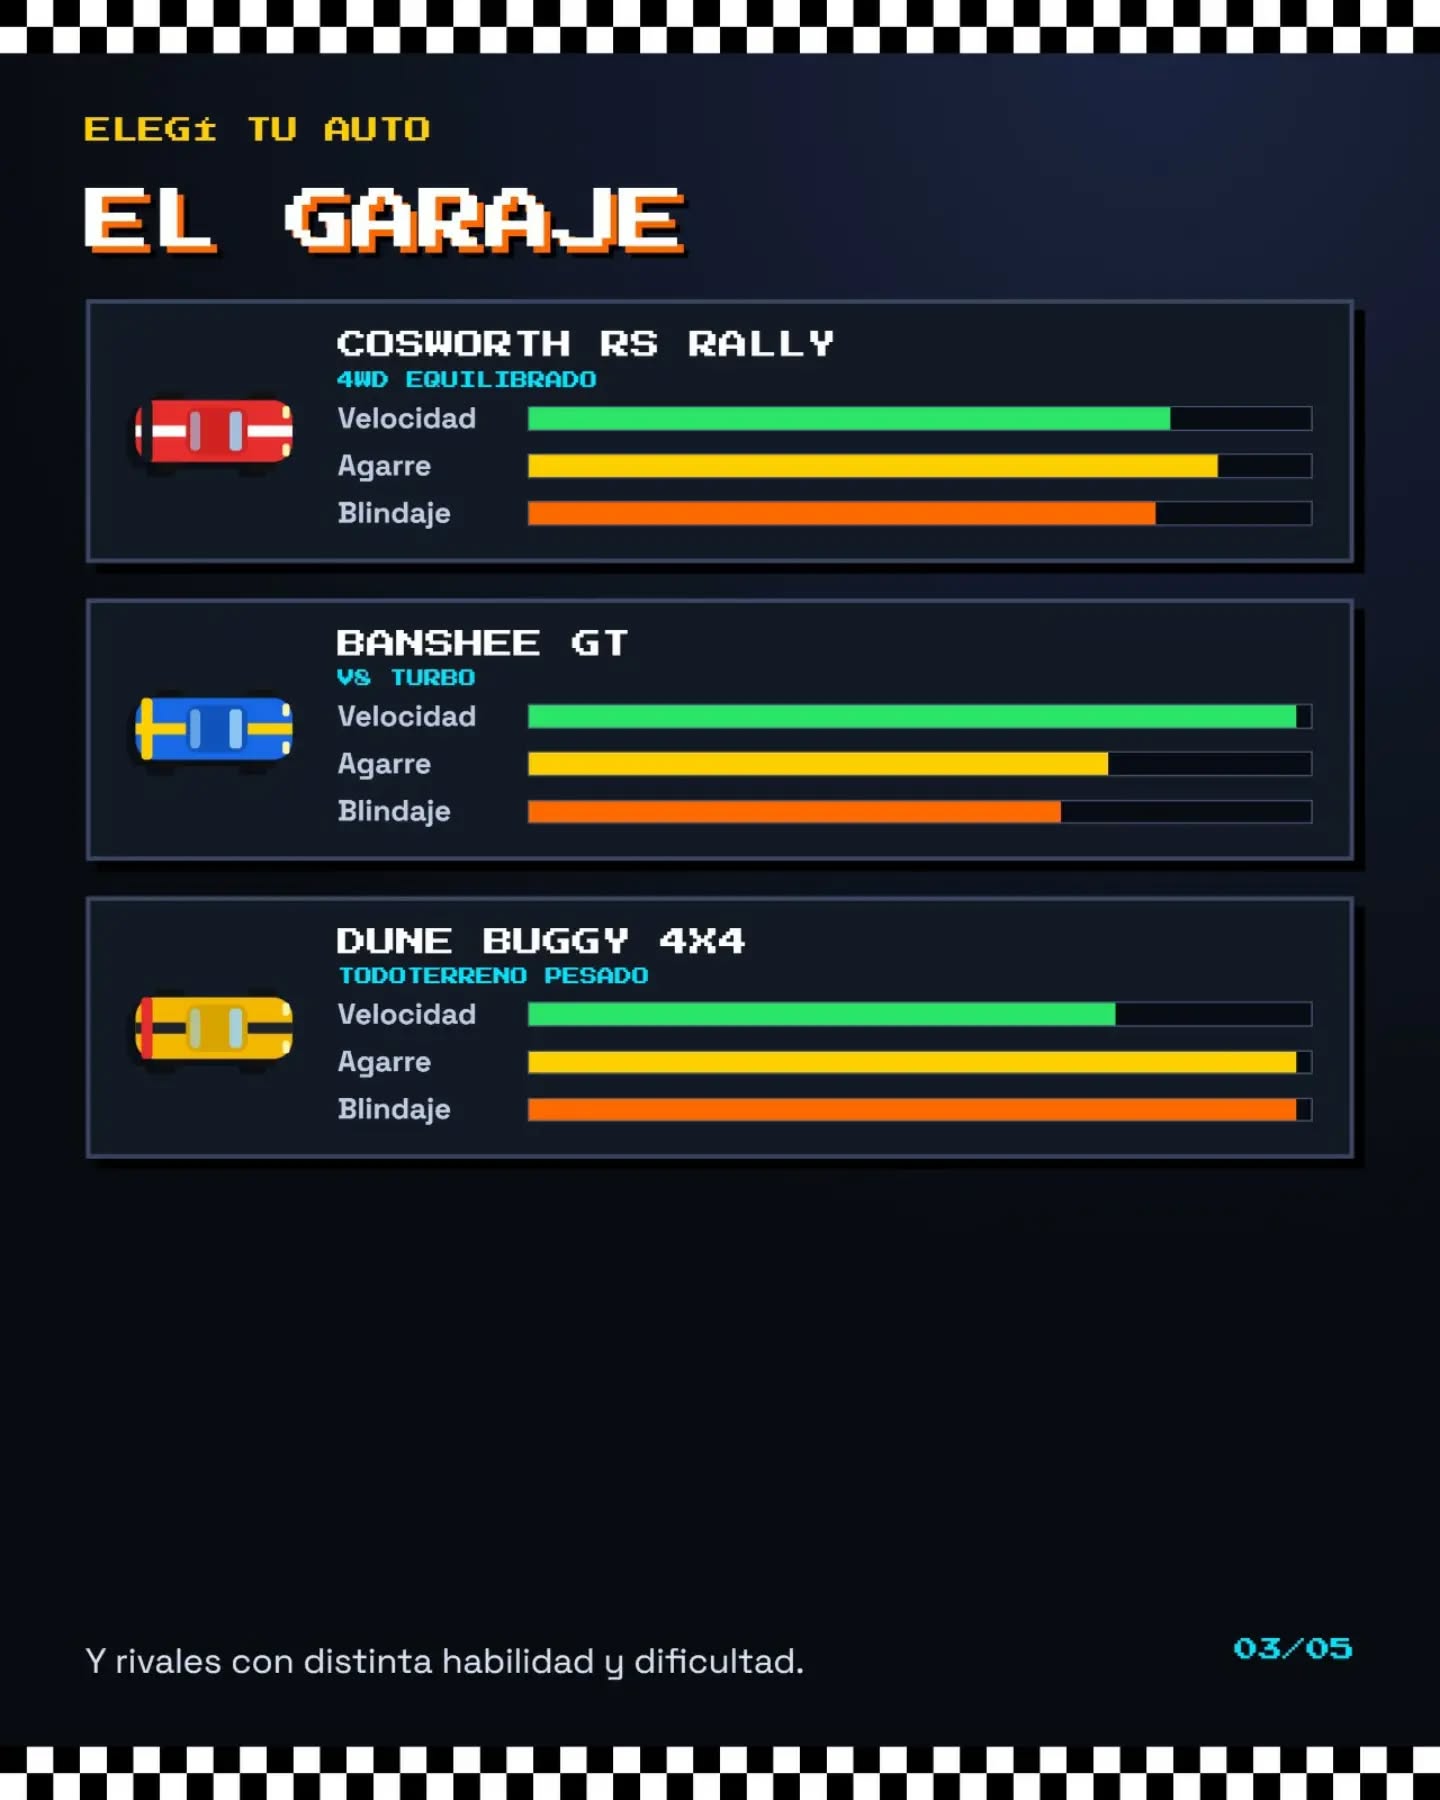 ELEGí TU AUTO
EL GARAJE
COSWORTH RS RALLY
4WD EQUILIBRADO
Velocidad
Agarre
Blindaje
BANSHEE GT
V8 TURBO
Velocidad
Agarre
Blindaje
DUNE BUGGY 4X4
TODOTERRENO PESADO
Velocidad
Agarre
Blindaje
Y rivales con distinta habilidad y dificultad.
03/05